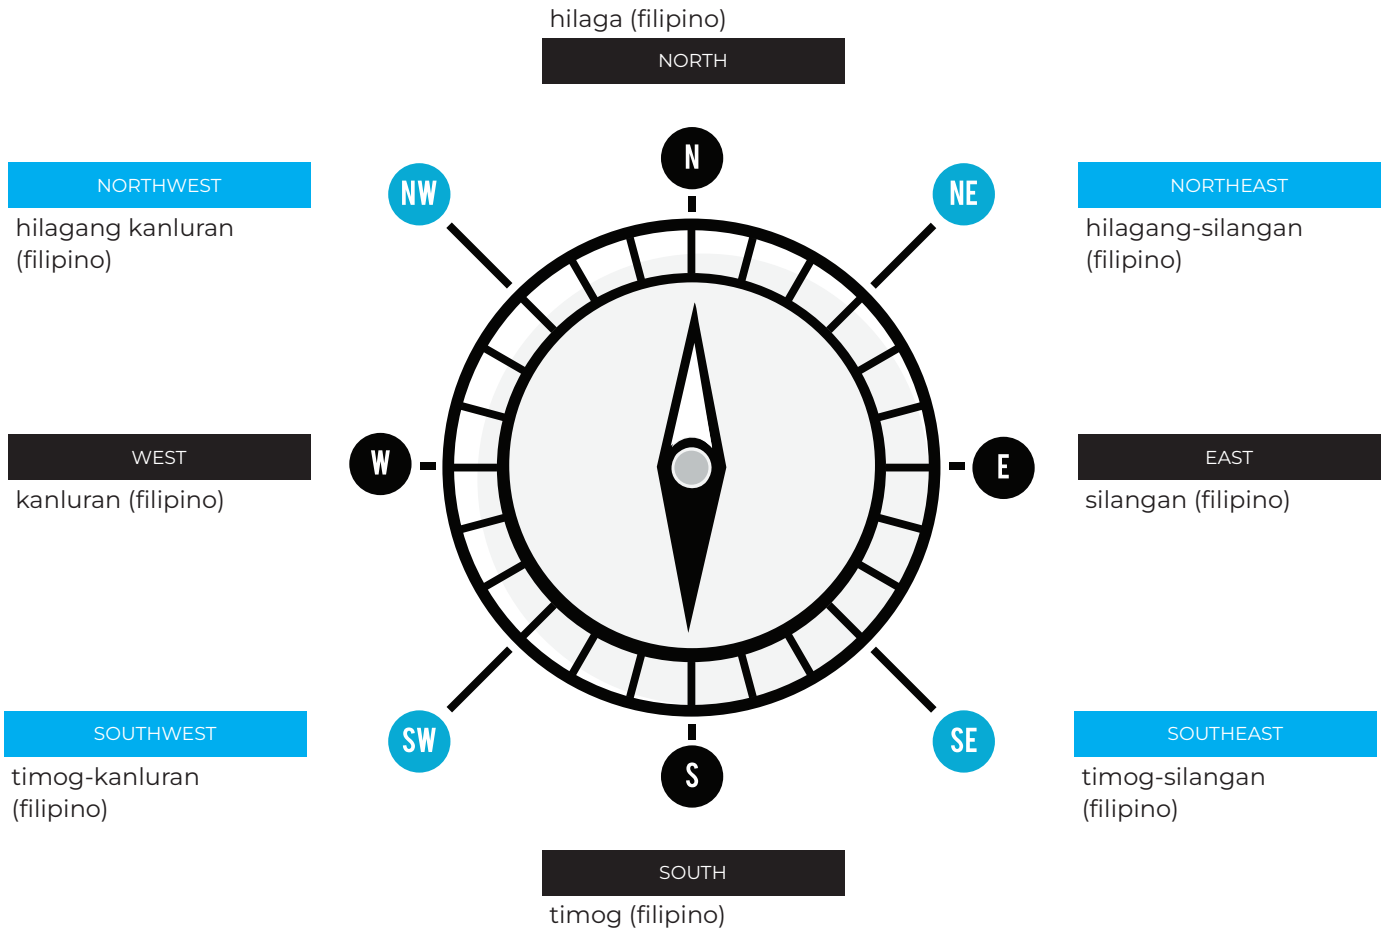 hilaga (filipino)
NORTH
N
NORTHWEST
NW
NE
NORTHEAST
hilagang kanluran
(filipino)
hilagang-silangan
(filipino)
WEST
W
E
EAST
kanluran (filipino)
silangan (filipino)
SOUTHWEST
SW
SE
SOUTHEAST
timog-kanluran
(filipino)
timog-silangan
(filipino)
S
SOUTH
timog (filipino)